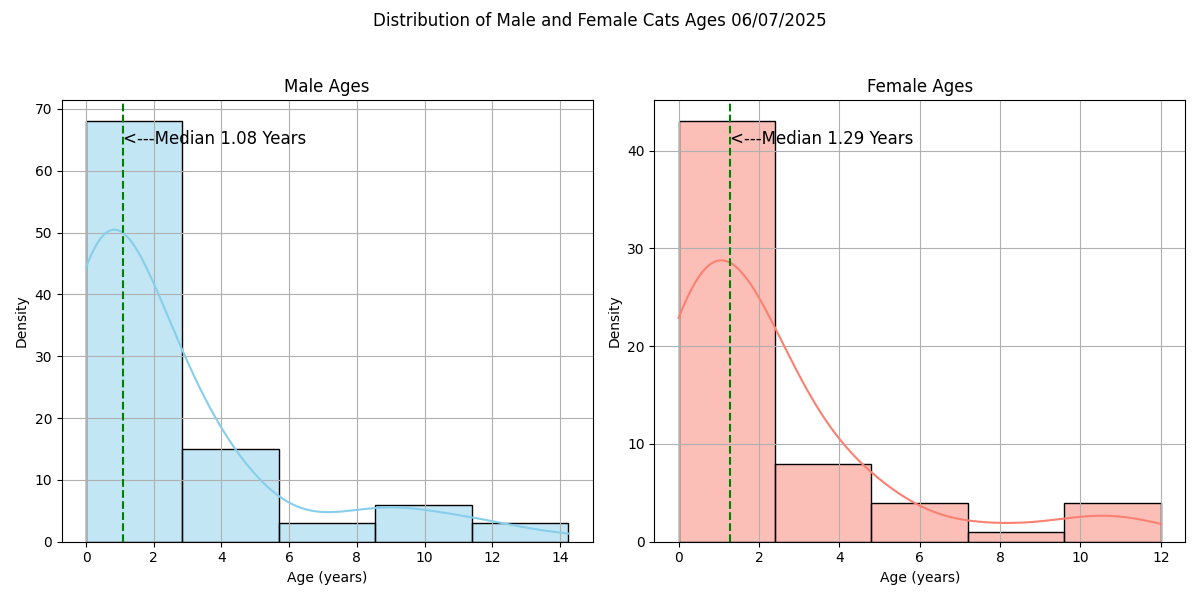 Distribution of Male and Female Cats Ages 06/07/2025
Male Ages
70
60
50
40
30
20
10
0
Density
<---Median 1.08 Years
0 2 4 6 8 10 12 14
Age (years)
Female Ages
40
30
20
10
0
Density
<---Median 1.29 Years
0 2 4 6 8 10 12
Age (years)